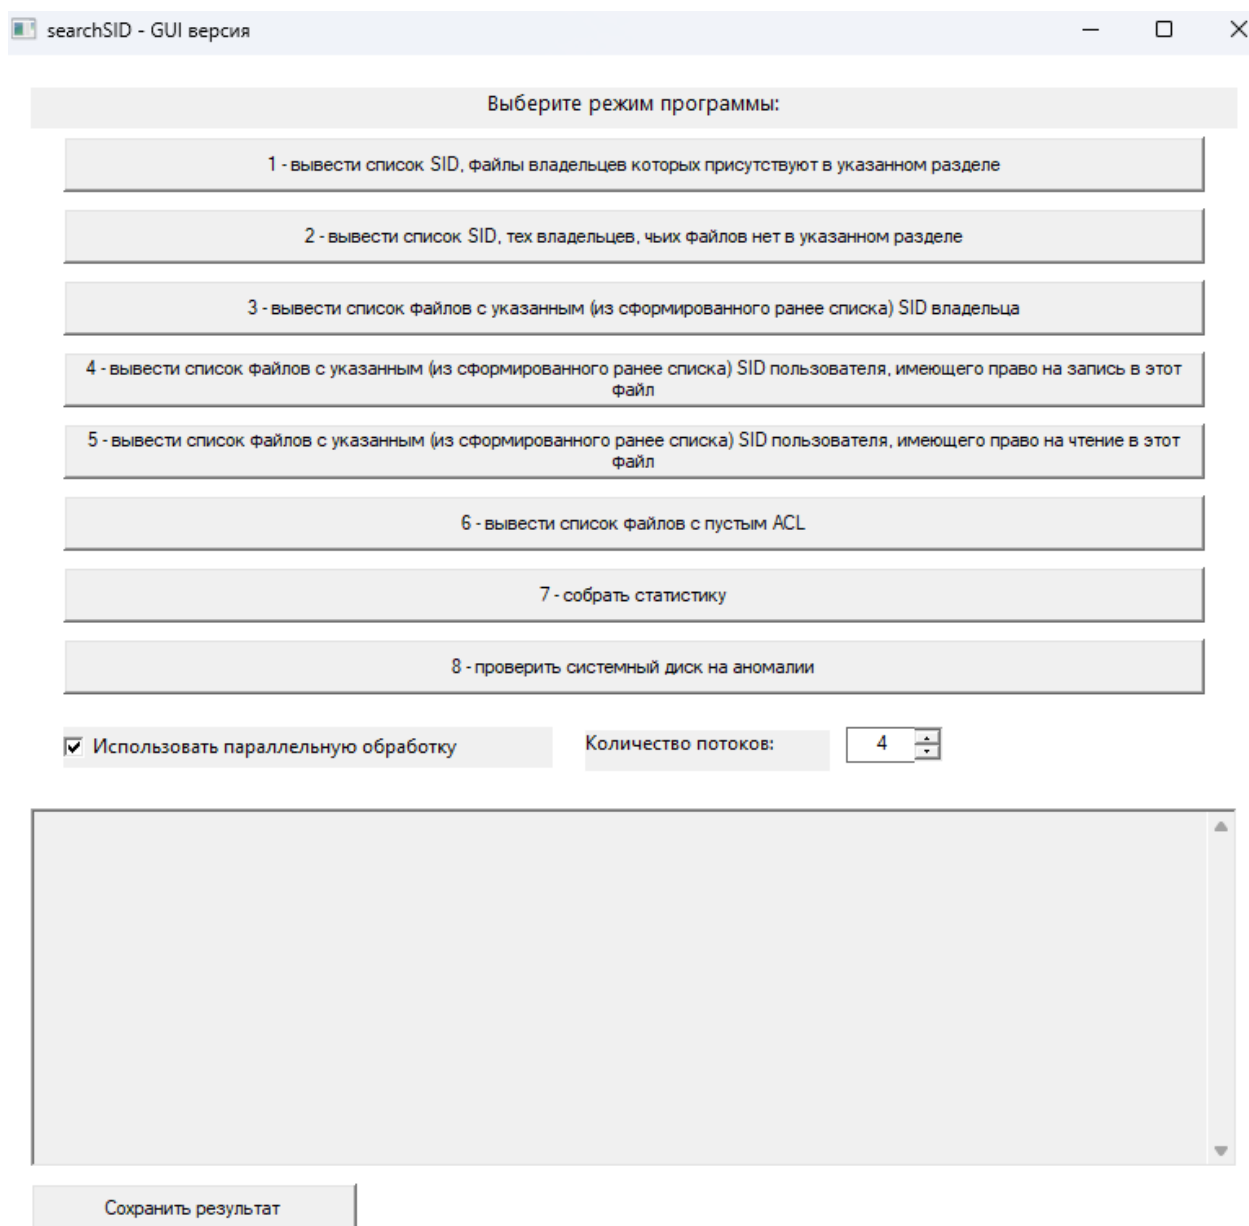 searchSID - GUI версия
Выберите режим программы:
1 - вывести список SID, файлы владельцев которых присутствуют в указанном разделе
2 - вывести список SID, тех владельцев, чьих файлов нет в указанном разделе
3 - вывести список файлов с указанным (из сформированного ранее списка) SID владельца
4 - вывести список файлов с указанным (из сформированного ранее списка) SID пользователя, имеющего право на запись в этот
файл
5 - вывести список файлов с указанным (из сформированного ранее списка) SID пользователя, имеющего право на чтение в этот
файл
6 - вывести список файлов с пустым ACL
7 - собрать статистику
8 - проверить системный диск на аномалии
Использовать параллельную обработку
Количество потоков:
4
Сохранить результат